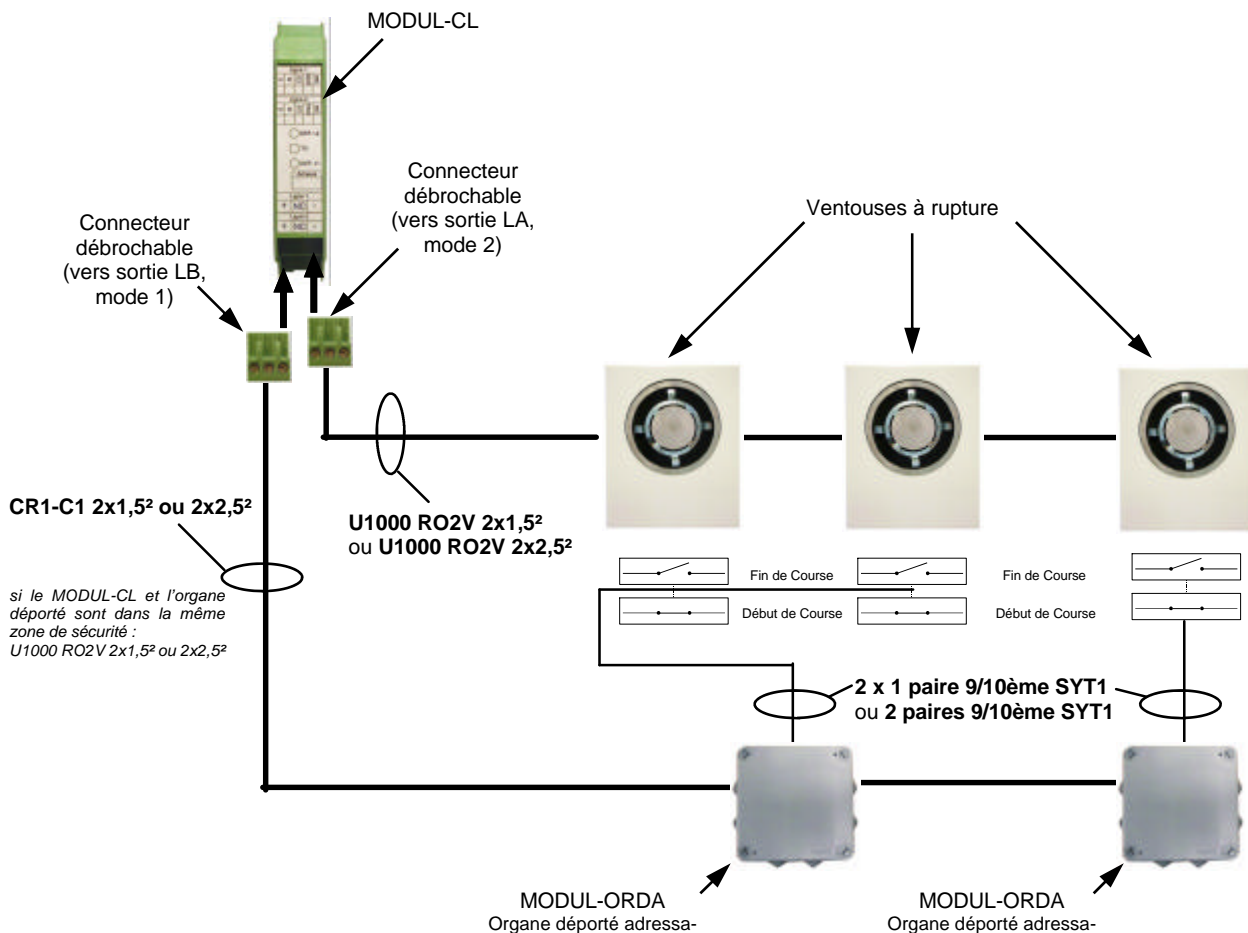 MODUL-CL
Connecteur
débrochable
(vers sortie LA,
mode 2)
Connecteur
débrochable
(vers sortie LB,
mode 1)
Ventouses à rupture
CR1-C1 2x1,5² ou 2x2,5²
U1000 RO2V 2x1,5²
ou U1000 RO2V 2x2,5²
si le MODUL-CL et l'organe
déporté sont dans la même
zone de sécurité :
U1000 RO2V 2x1,5² ou 2x2,5²
Fin de Course
Fin de Course
Début de Course
Début de Course
2 x 1 paire 9/10ème SYT1
ou 2 paires 9/10ème SYT1
MODUL-ORDA
Organe déporté adressa-
MODUL-ORDA
Organe déporté adressa-